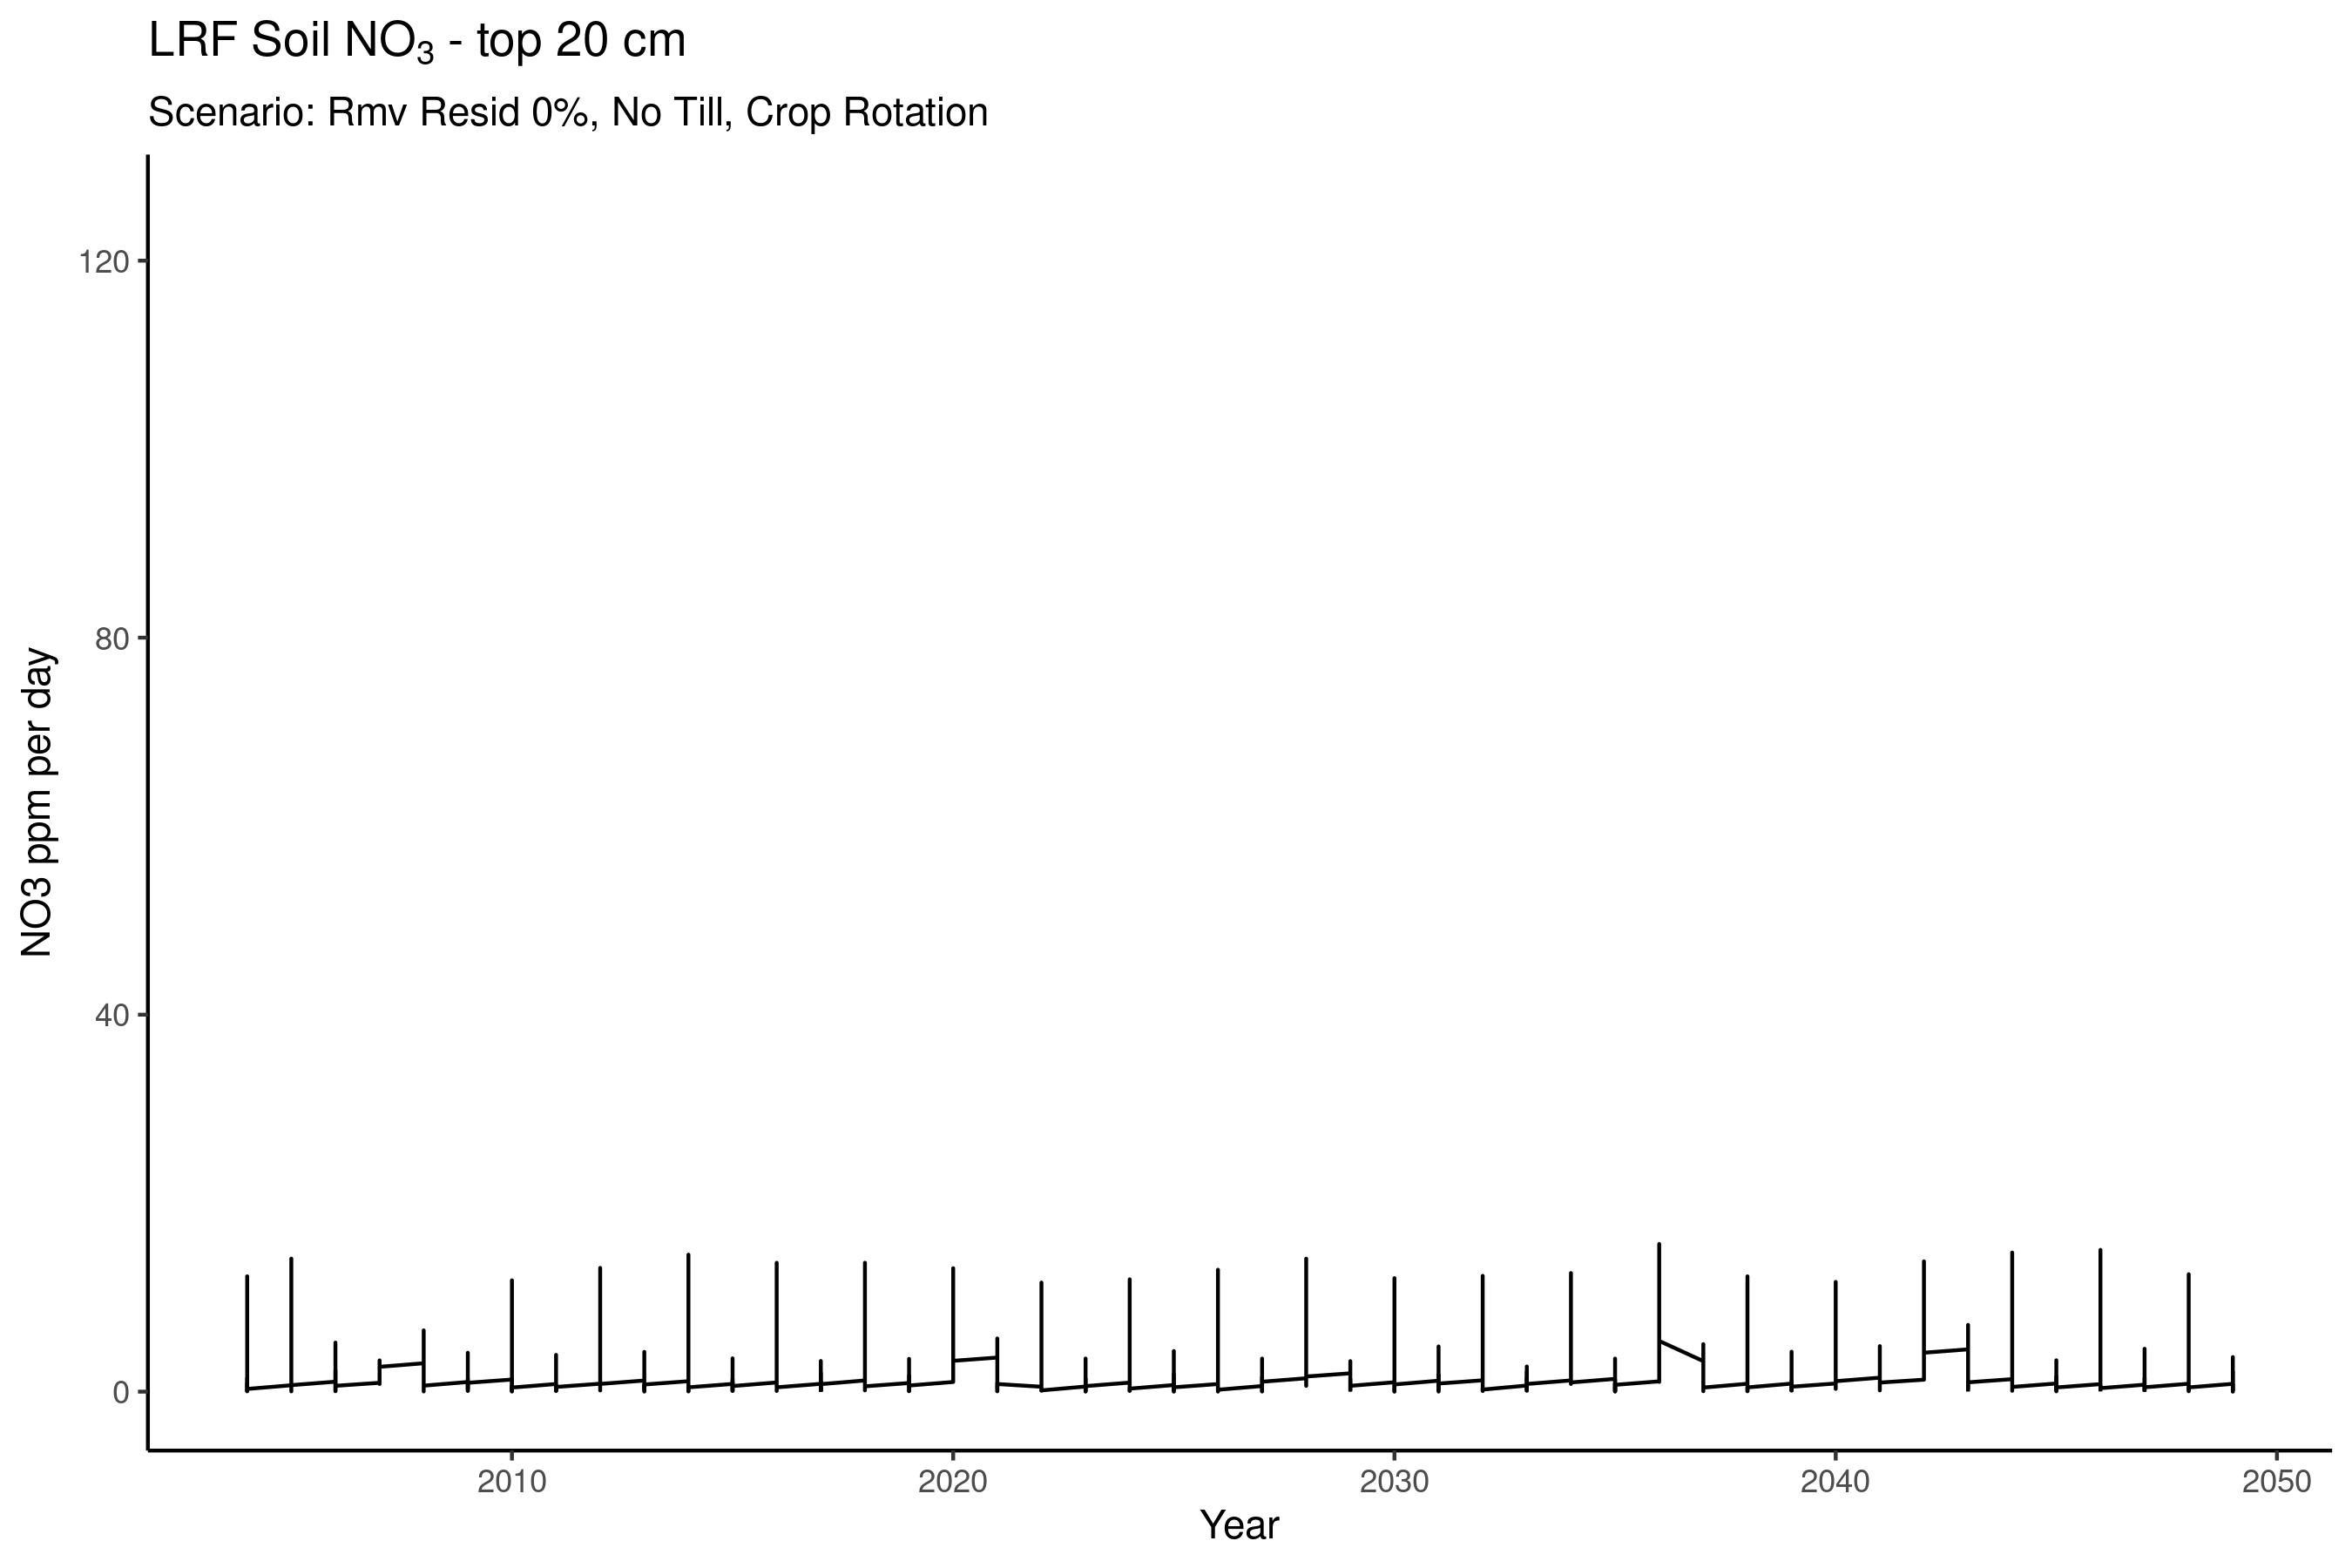 LRF Soil NO₃ - top 20 cm
Scenario: Rmv Resid 0%, No Till, Crop Rotation
NO3 ppm per day
120
80
40
0
2010 2020 2030 2040 2050
Year